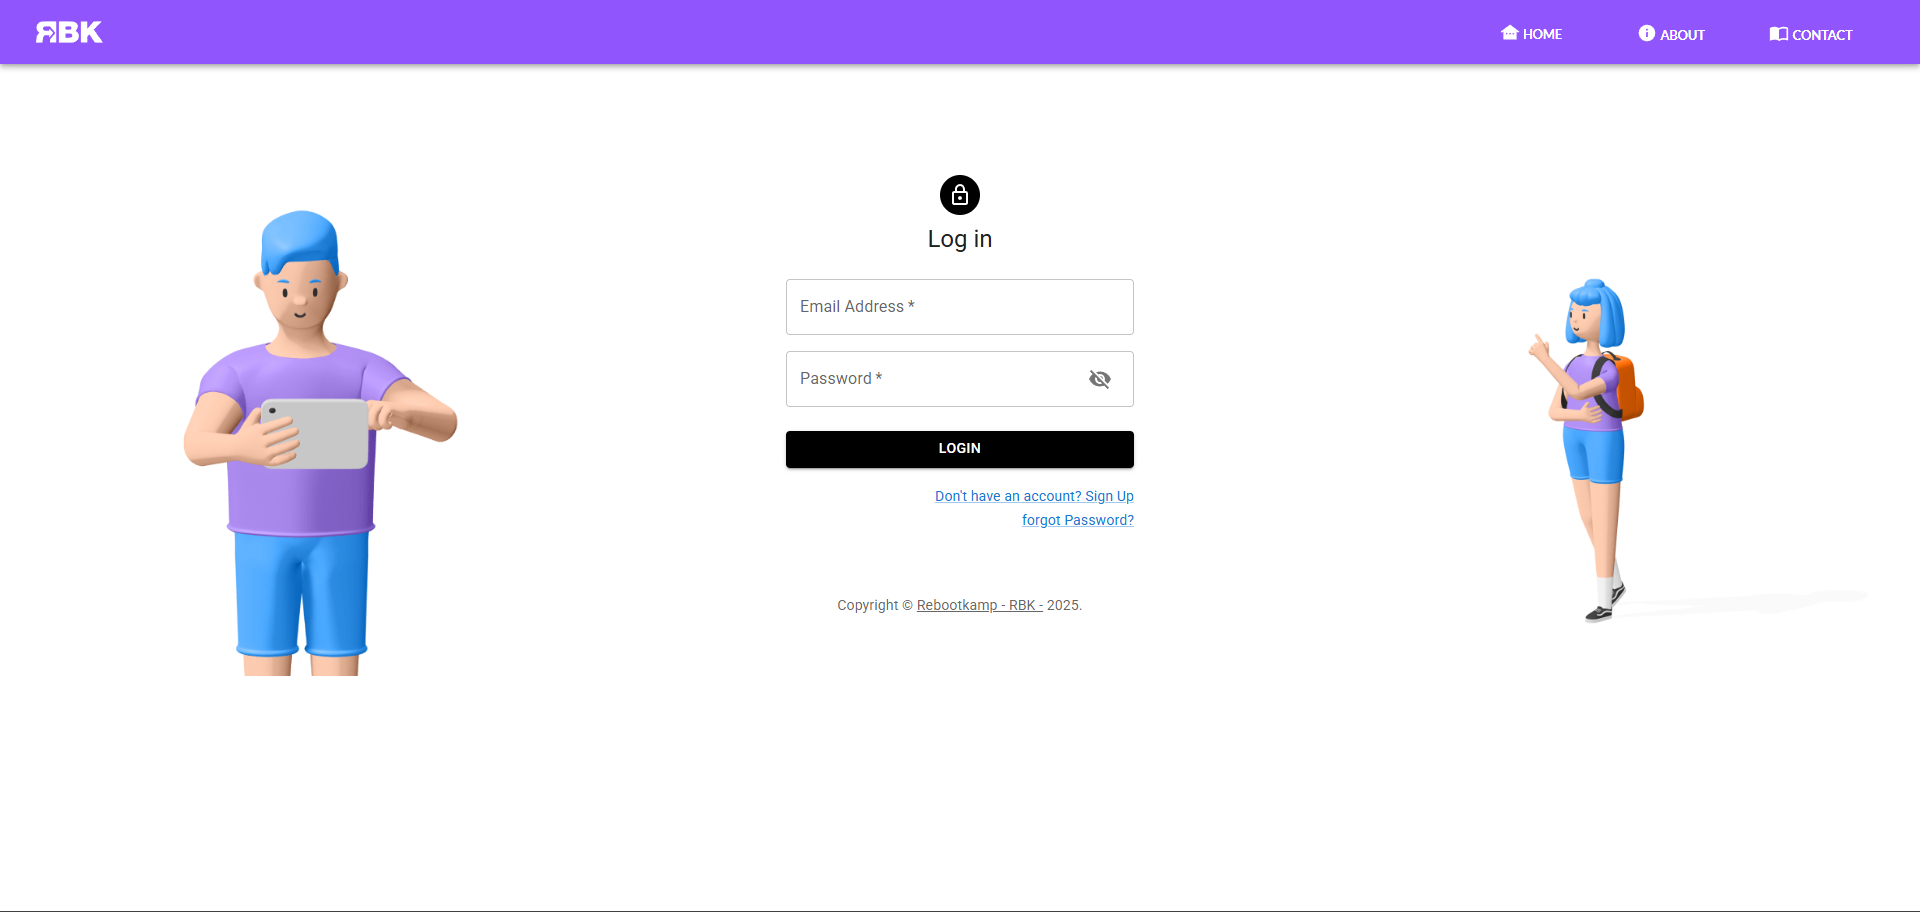 ЯBK
HOME
ABOUT
CONTACT
Log in
Email Address *
Password *
LOGIN
Don't have an account? Sign Up
forgot Password?
Copyright © Rebootkamp - RBK - 2025.